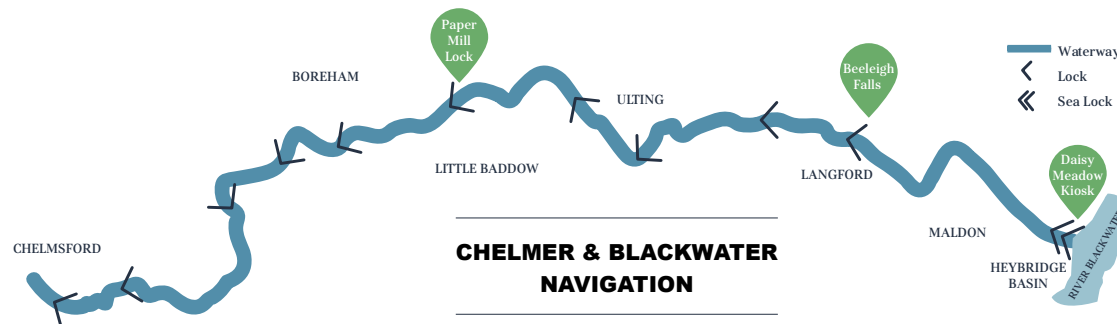 Paper
Mill
Lock
BOREHAM
Beeleigh
Falls
Waterway
Lock
Sea Lock
ULTING
LITTLE BADDOW
LANGFORD
Daisy
Meadow
Kiosk
MALDON
CHELMSFORD
HEYBRIDGE
BASIN
RIVER BLACKWATER
CHELMER & BLACKWATER
NAVIGATION